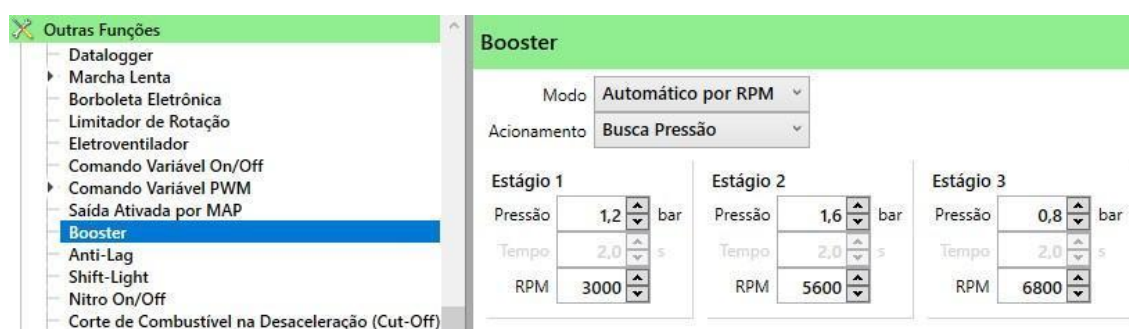 Outras Funções
Datalogger
Marcha Lenta
Borboleta Eletrônica
Limitador de Rotação
Eletroventilador
Comando Variável On/Off
Comando Variável PWM
Saída Ativada por MAP
Booster
Anti-Lag
Shift-Light
Nitro On/Off
Corte de Combustível na Desaceleração (Cut-Off)
Booster
Modo Automático por RPM
Acionamento Busca Pressão
Estágio 1 Estágio 2 Estágio 3
Pressão 1,2 bar Pressão 1,6 bar Pressão 0,8 bar
Tempo 2,0 s Tempo 2,0 s Tempo 2,0 s
RPM 3000 RPM 5600 RPM 6800